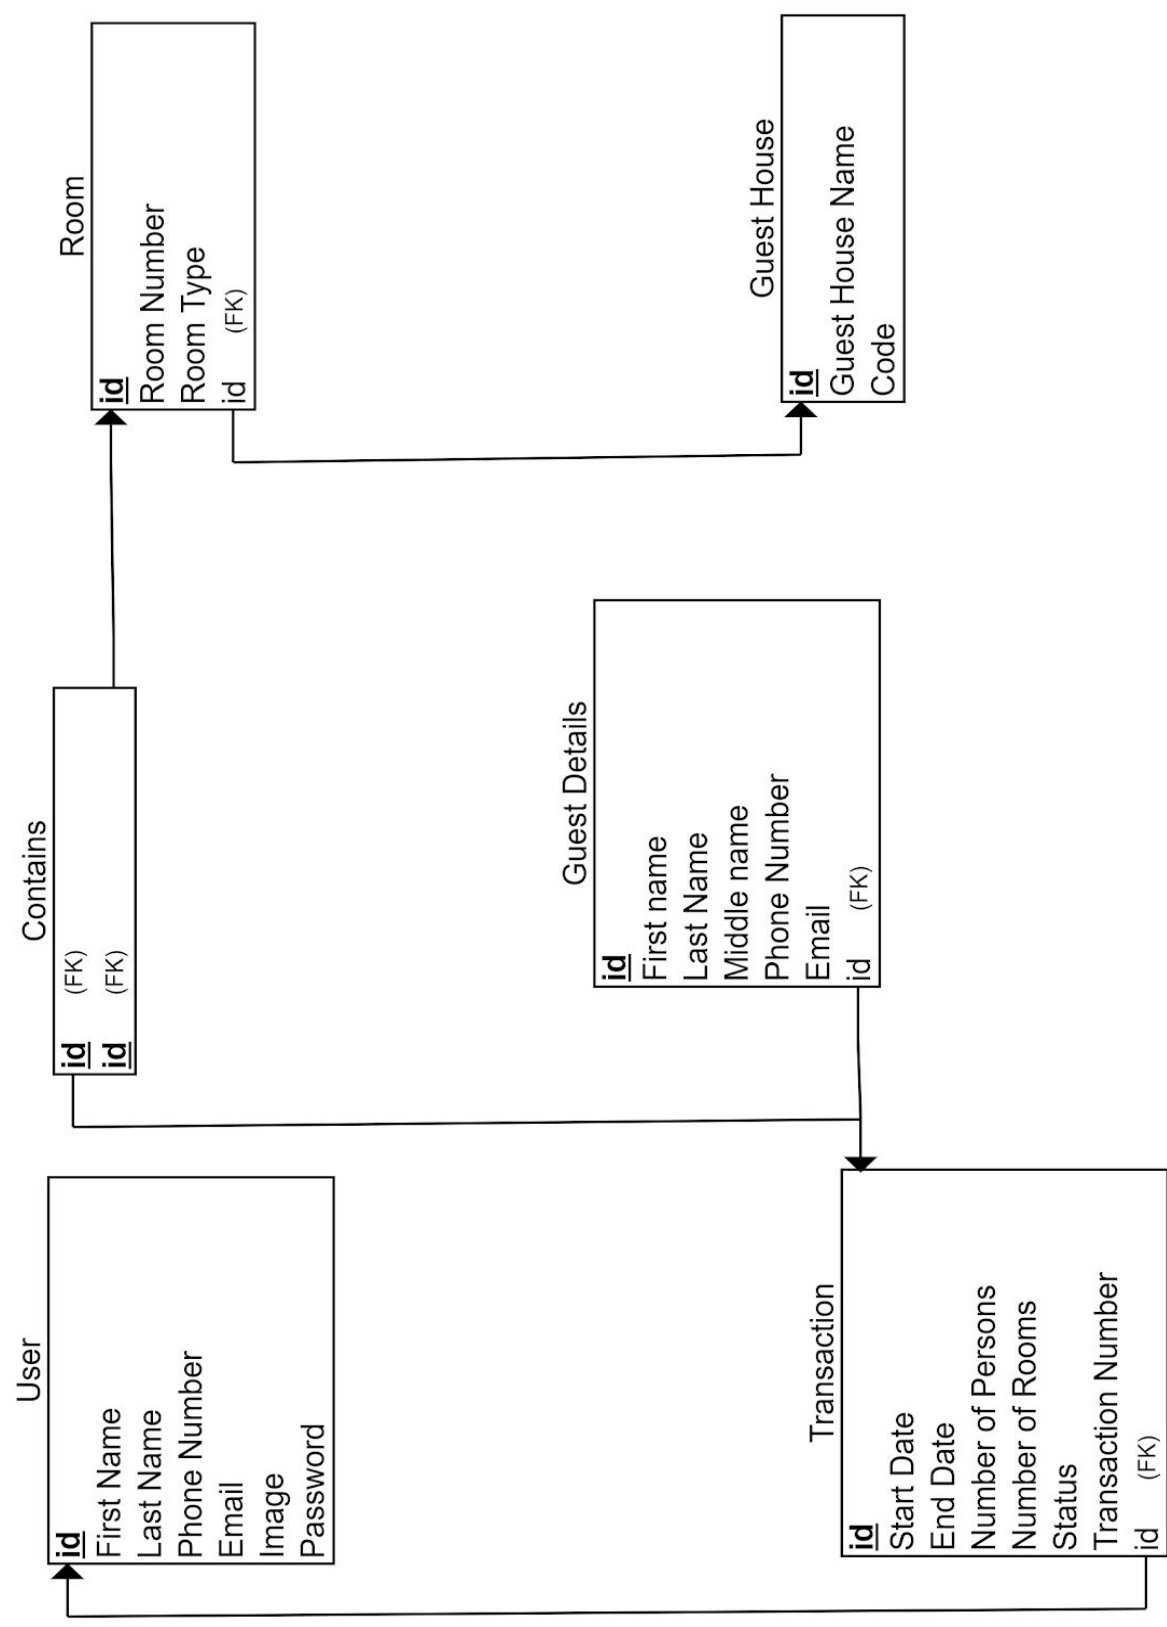 User
id
First Name
Last Name
Phone Number
Email
Image
Password
Contains
id (FK)
id (FK)
Room
id
Room Number
Room Type
id (FK)
Transaction
id
Start Date
End Date
Number of Persons
Number of Rooms
Status
Transaction Number
id (FK)
Guest Details
id
First name
Last Name
Middle name
Phone Number
Email
id (FK)
Guest House
id
Guest House Name
Code